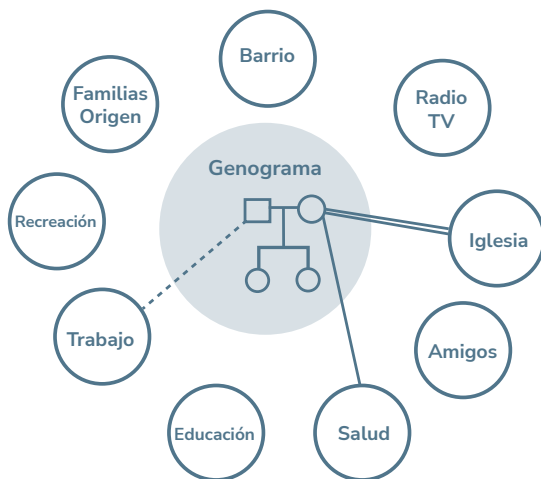 Barrio
Familias
Origen
Radio
TV
Genograma
Recreación
Iglesia
Trabajo
Amigos
Educación
Salud